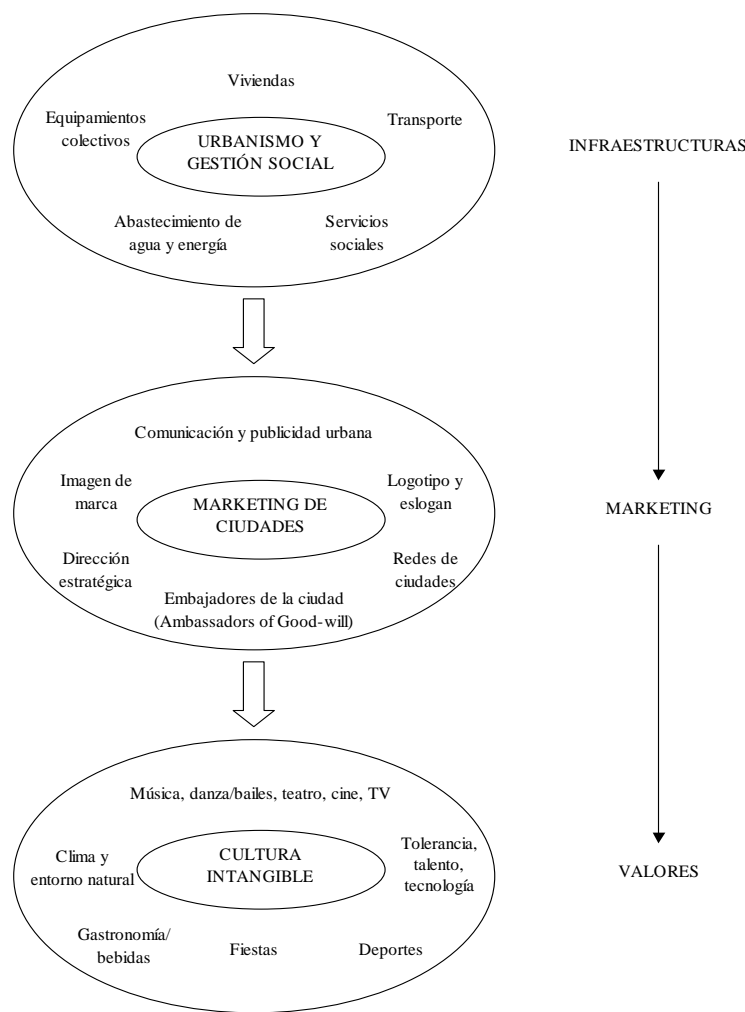 Viviendas
Equipamientos
colectivos
Transporte
URBANISMO Y
GESTIÓN SOCIAL
INFRAESTRUCTURAS
Abastecimiento de
agua y energía
Servicios
sociales
Comunicación y publicidad urbana
Imagen de
marca
Logotipo y
eslogan
MARKETING DE
CIUDADES
MARKETING
Dirección
estratégica
Redes de
ciudades
Embajadores de la ciudad
(Ambassadors of Good-will)
Música, danza/bailes, teatro, cine, TV
Clima y
entorno natural
CULTURA
INTANGIBLE
Tolerancia,
talento,
tecnología
VALORES
Gastronomía/
bebidas
Fiestas
Deportes